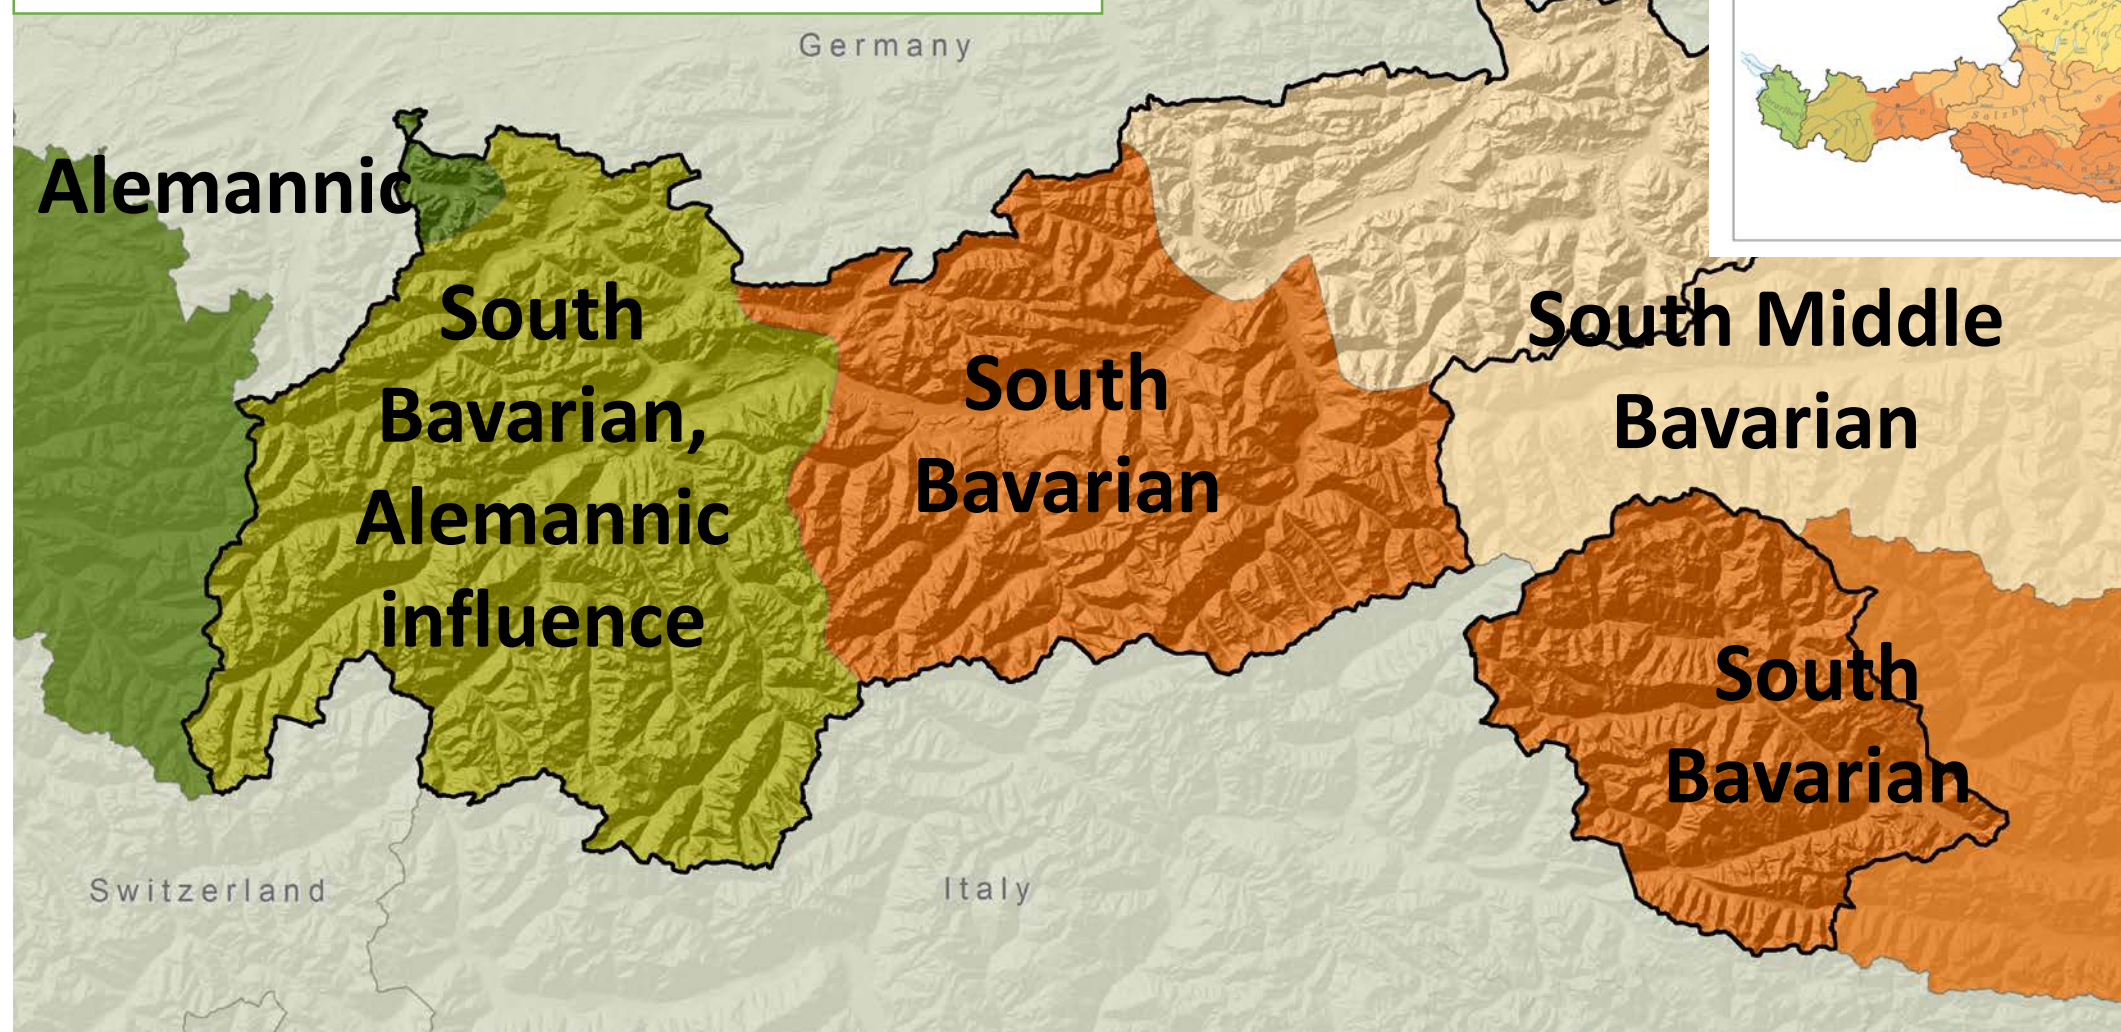 Germany
Alemannic
South
Bavarian,
Alemannic
influence
South
Bavarian
South Middle
Bavarian
South
Bavarian
Switzerland
Italy